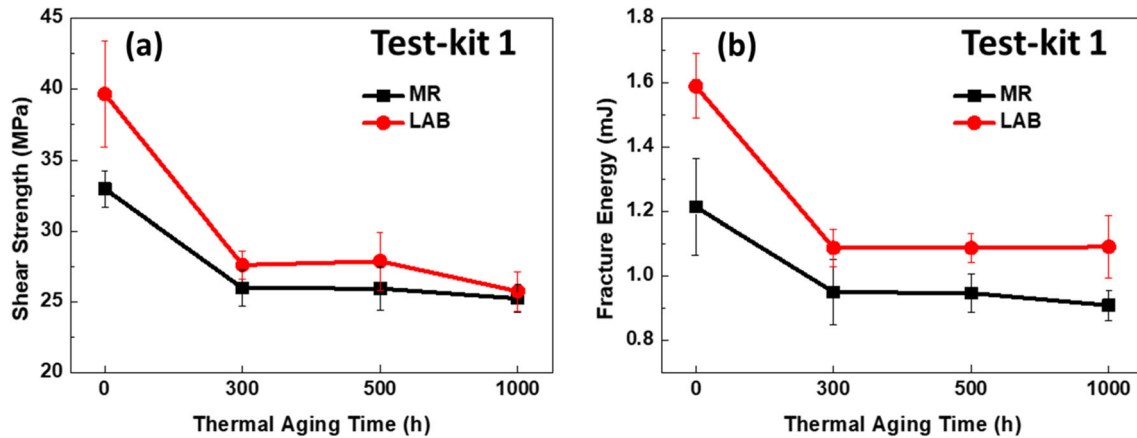 (a) Test-kit 1
MR
LAB
Shear Strength (MPa)
45
40
35
30
25
20
0 300 500 1000
Thermal Aging Time (h)
(b) Test-kit 1
MR
LAB
Fracture Energy (mJ)
1.8
1.6
1.4
1.2
1.0
0.8
0 300 500 1000
Thermal Aging Time (h)